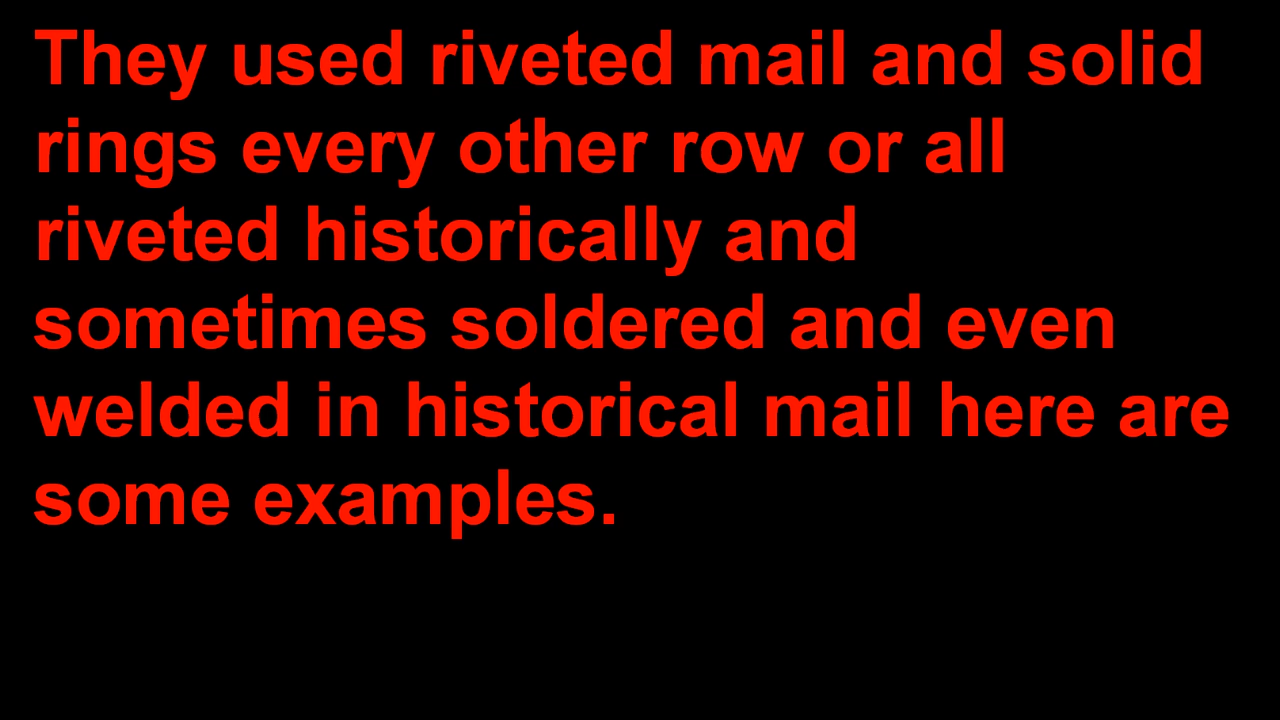 They used riveted mail and solid
rings every other row or all
riveted historically and
sometimes soldered and even
welded in historical mail here are
some examples.